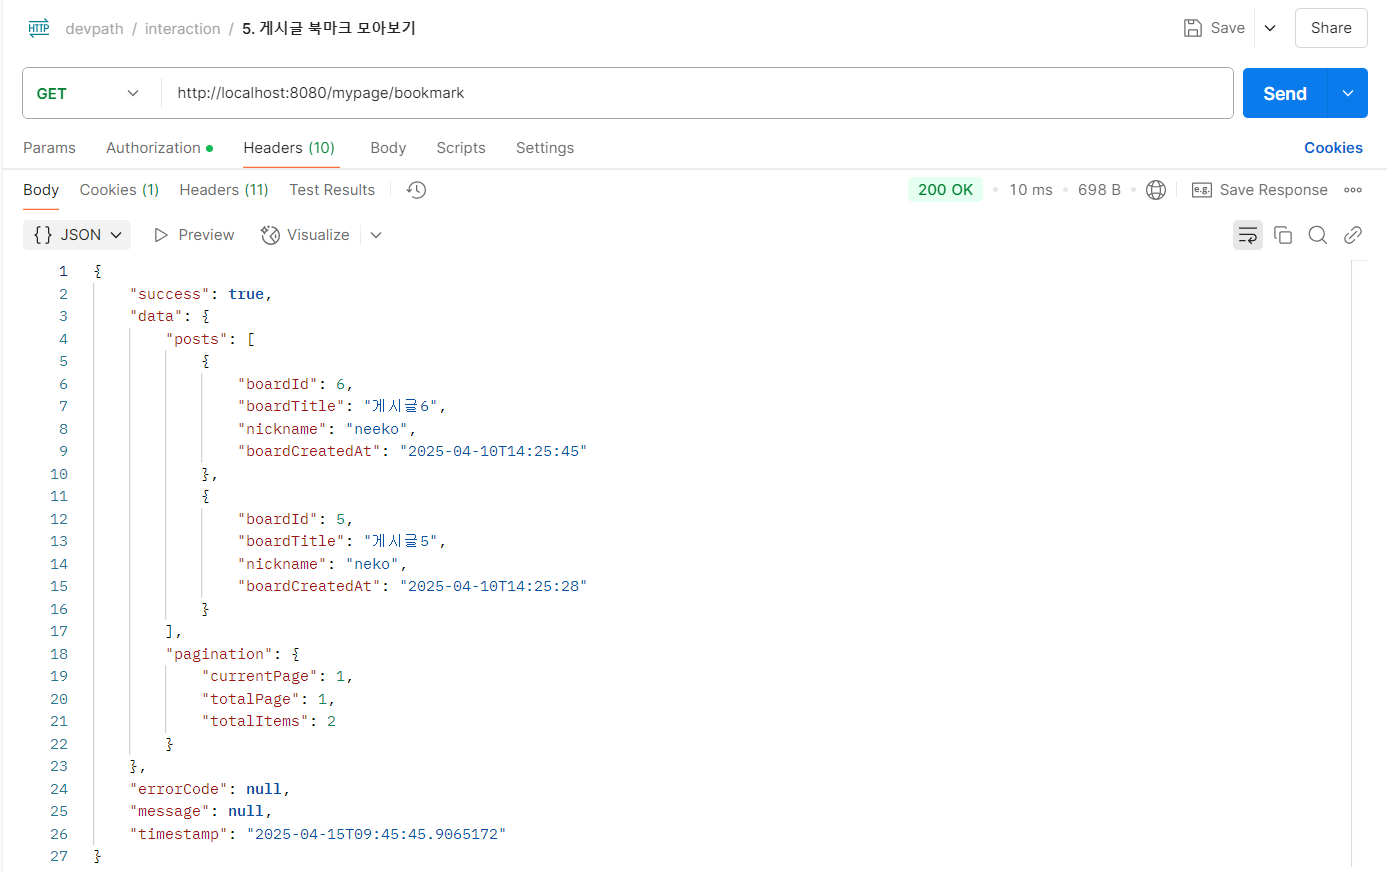 HTTP devpath / interaction / 5. 게시글 북마크 모아보기 Save Share
GET http://localhost:8080/mypage/bookmark Send
Params Authorization Headers (10) Body Scripts Settings Cookies
Body Cookies (1) Headers (11) Test Results 200 OK 10 ms 698 B e.g. Save Response
{} JSON Preview Visualize
1 {
2 "success": true,
3 "data": {
4 "posts": [
5 {
6 "boardId": 6,
7 "boardTitle": "게시글6",
8 "nickname": "neeko",
9 "boardCreatedAt": "2025-04-10T14:25:45"
10 },
11 {
12 "boardId": 5,
13 "boardTitle": "게시글5",
14 "nickname": "neko",
15 "boardCreatedAt": "2025-04-10T14:25:28"
16 }
17 ],
18 "pagination": {
19 "currentPage": 1,
20 "totalPage": 1,
21 "totalItems": 2
22 }
23 },
24 "errorCode": null,
25 "message": null,
26 "timestamp": "2025-04-15T09:45:45.9065172"
27 }